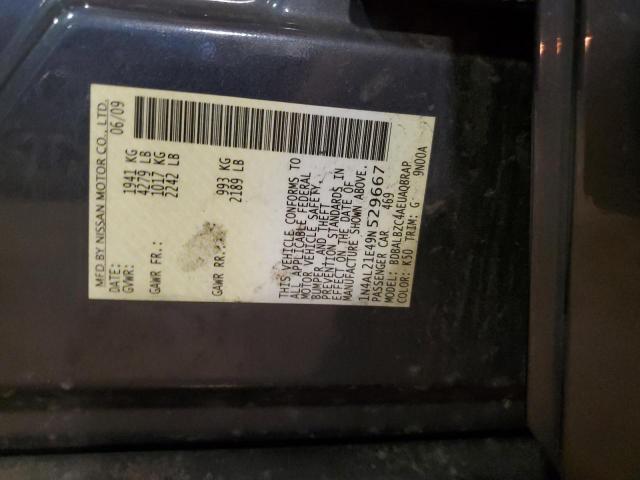 MFD BY NISSAN MOTOR CO., LTD.
DATE: 06/09
GVWR: 1941 KG
4279 LB
GAWR FR.: 1017 KG
2242 LB
GAWR RR.: 993 KG
2189 LB
THIS VEHICLE CONFORMS TO
ALL APPLICABLE FEDERAL
MOTOR VEHICLE SAFETY,
BUMPER AND THEFT
PREVENTION STANDARDS IN
EFFECT ON THE DATE OF
MANUFACTURE SHOWN ABOVE.
1N4AL21E49N529667
PASSENGER CAR 469
MODEL: BDBALBZC4AEUAQBRAP
COLOR: K50 TRIM: G 9N00A